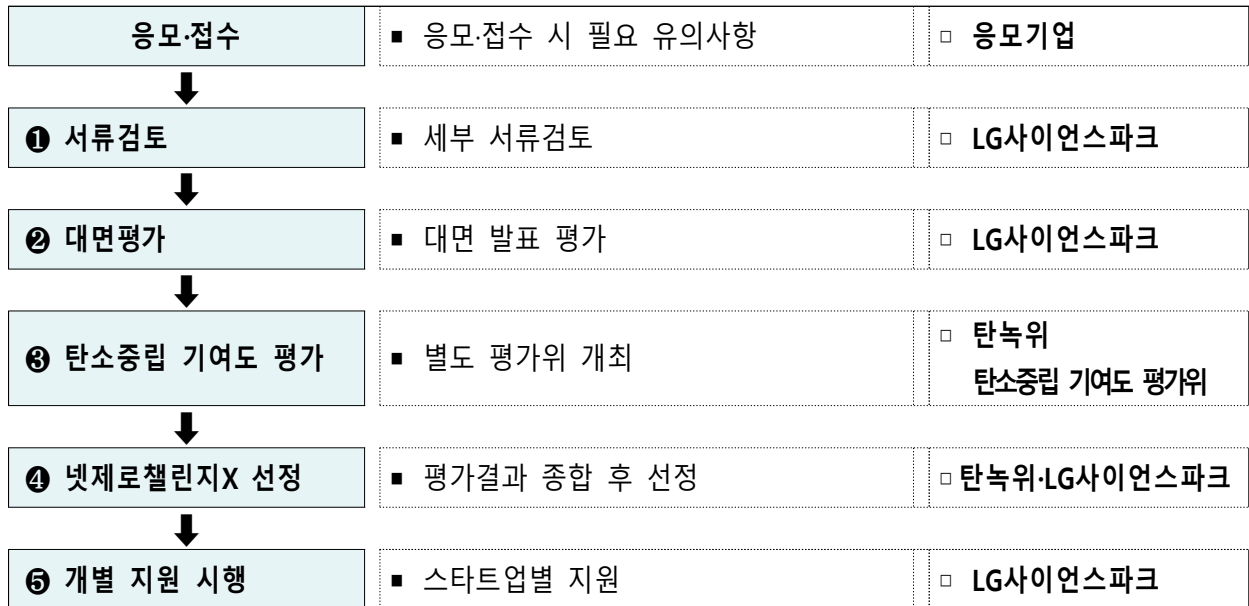 응모·접수 ■ 응모·접수 시 필요 유의사항 □ 응모기업
❶ 서류검토 ■ 세부 서류검토 □ LG사이언스파크
❷ 대면평가 ■ 대면 발표 평가 □ LG사이언스파크
❸ 탄소중립 기여도 평가 ■ 별도 평가위 개최 □ 탄녹위
탄소중립 기여도 평가위
❹ 넷제로챌린지X 선정 ■ 평가결과 종합 후 선정 □ 탄녹위·LG사이언스파크
❺ 개별 지원 시행 ■ 스타트업별 지원 □ LG사이언스파크